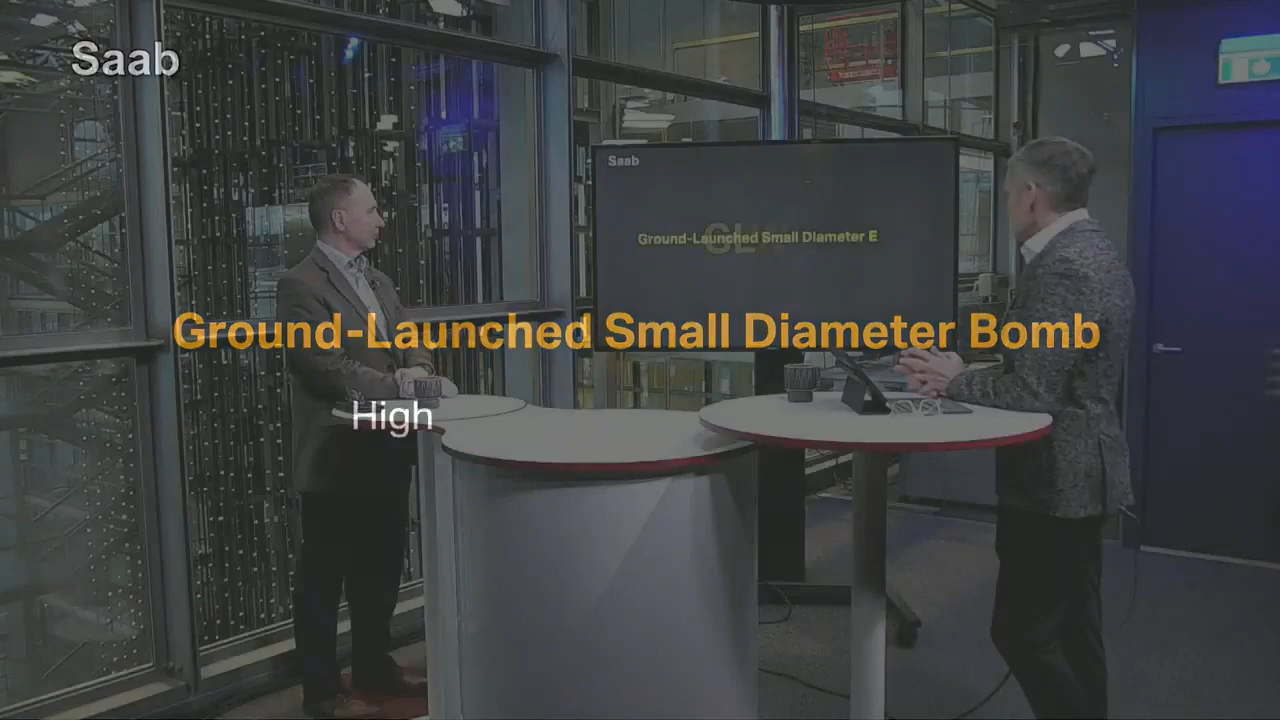 Saab
Saab
Ground-Launched Small Diameter E
Ground-Launched Small Diameter Bomb
High